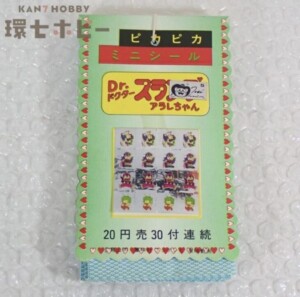 KAN7 HOBBY
環七ホビー
ピカピカ
ミニシール
Dr.
ドクター
スラ
アラレちゃん
20円売30付連続